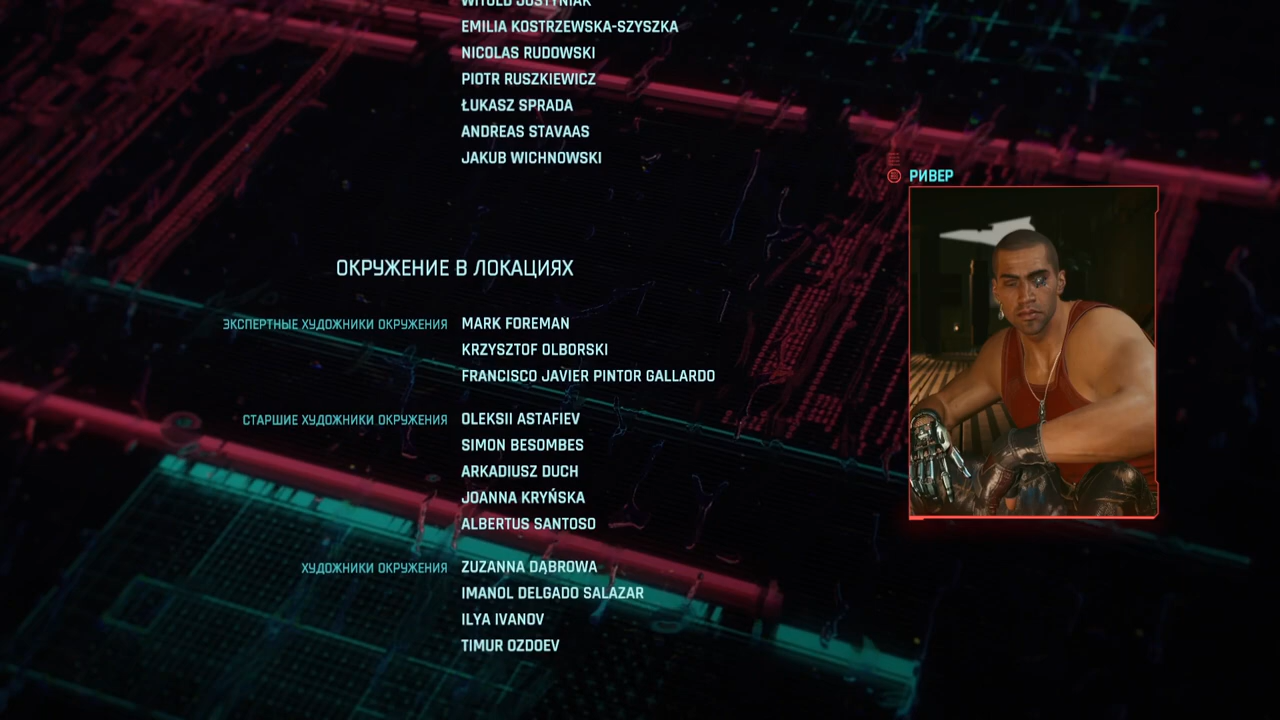 WITOLD JUSTYNIAK
EMILIA KOSTRZEWSKA-SZYSZKA
NICOLAS RUDOWSKI
PIOTR RUSZKIEWICZ
ŁUKASZ SPRADA
ANDREAS STAVAAS
JAKUB WICHNOWSKI
РИВЕР
ОКРУЖЕНИЕ В ЛОКАЦИЯХ
ЭКСПЕРТНЫЕ ХУДОЖНИКИ ОКРУЖЕНИЯ MARK FOREMAN
KRZYSZTOF OLBORSKI
FRANCISCO JAVIER PINTOR GALLARDO
СТАРШИЕ ХУДОЖНИКИ ОКРУЖЕНИЯ OLEKSII ASTAFIEV
SIMON BESOMBES
ARKADIUSZ DUCH
JOANNA KRYŃSKA
ALBERTUS SANTOSO
ХУДОЖНИКИ ОКРУЖЕНИЯ ZUZANNA DĄBROWA
IMANOL DELGADO SALAZAR
ILYA IVANOV
TIMUR OZDOEV